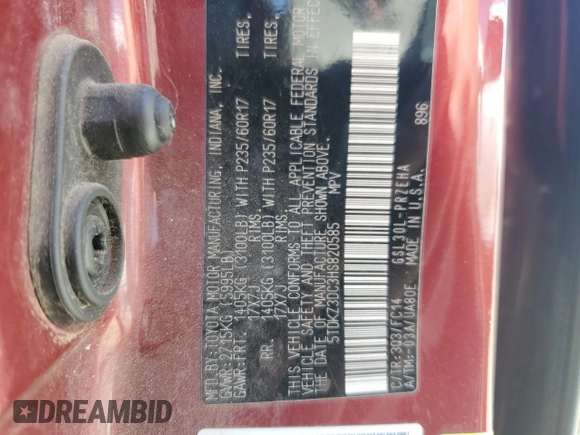 MFD. BY: TOYOTA MOTOR MANUFACTURING, INDIANA, INC.
GVWR: 2715KG (5995LB)
GAWR: FRT. 1405KG (3100LB) WITH P235/60R17 TIRES,
17X7J RIMS,
RR. 1405KG (3100LB) WITH P235/60R17 TIRES,
17X7J RIMS,
THIS VEHICLE CONFORMS TO ALL APPLICABLE FEDERAL MOTOR
VEHICLE SAFETY AND THEFT PREVENTION STANDARDS IN EFFECT
THE DATE OF MANUFACTURE SHOWN ABOVE.
5TDKZ3DC3HS820585 MPV
C/TR: 3Q3/FC14 GSL30L-PRZEHA
A/TM: -03A/UA80E MADE IN U.S.A.
896
DREAMBID